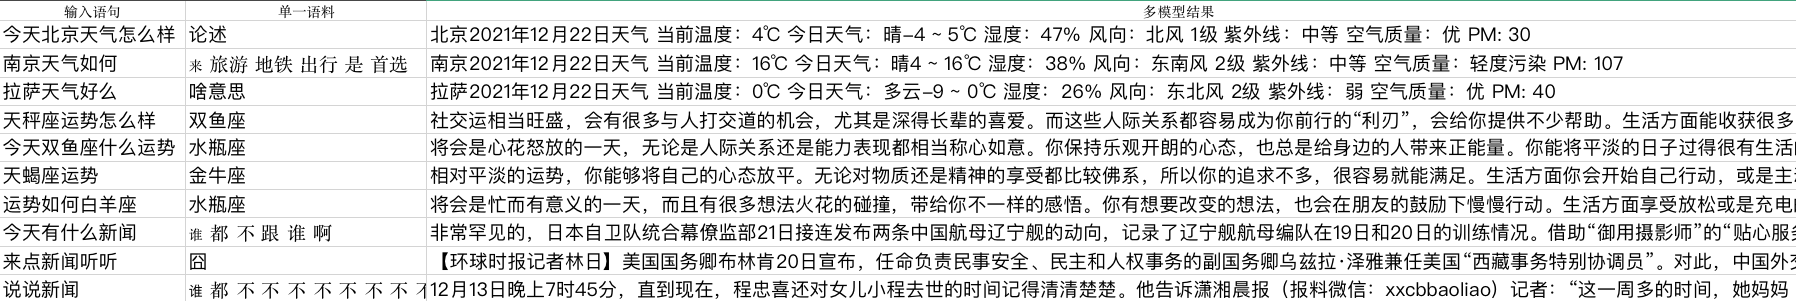 输入语句 单一语料 多模型结果
今天北京天气怎么样 论述 北京2021年12月22日天气 当前温度：4℃ 今日天气：晴-4 ~ 5℃ 湿度：47% 风向：北风 1级 紫外线：中等 空气质量：优 PM: 30
南京天气如何 来 旅游 地铁 出行 是 首选 南京2021年12月22日天气 当前温度：16℃ 今日天气：晴4 ~ 16℃ 湿度：38% 风向：东南风 2级 紫外线：中等 空气质量：轻度污染 PM: 107
拉萨天气好么 啥意思 拉萨2021年12月22日天气 当前温度：0℃ 今日天气：多云-9 ~ 0℃ 湿度：26% 风向：东北风 2级 紫外线：弱 空气质量：优 PM: 40
天秤座运势怎么样 双鱼座 社交运相当旺盛，会有很多与人打交道的机会，尤其是深得长辈的喜爱。而这些人际关系都容易成为你前行的“利刃”，会给你提供不少帮助。生活方面能收获很多
今天双鱼座什么运势 水瓶座 将会是心花怒放的一天，无论是人际关系还是能力表现都相当称心如意。你保持乐观开朗的心态，也总是给身边的人带来正能量。你能将平淡的日子过得很有生活
天蝎座运势 金牛座 相对平淡的运势，你能够将自己的心态放平。无论对物质还是精神的享受都比较佛系，所以你的追求不多，很容易就能满足。生活方面你会开始自己行动，或是主
运势如何白羊座 水瓶座 将会是忙而有意义的一天，而且有很多想法火花的碰撞，带给你不一样的感悟。你有想要改变的想法，也会在朋友的鼓励下慢慢行动。生活方面享受放松或是充电
今天有什么新闻 谁 都 不 跟 谁 啊 非常罕见的，日本自卫队统合幕僚监部21日接连发布两条中国航母辽宁舰的动向，记录了辽宁舰航母编队在19日和20日的训练情况。借助“御用摄影师”的“贴心服务
来点新闻听听 囧 【环球时报记者林日】美国国务卿布林肯20日宣布，任命负责民事安全、民主和人权事务的副国务卿乌兹拉·泽雅兼任美国“西藏事务特别协调员”。对此，中国外交
说说新闻 谁 都 不 不 不 不 不 不 不 12月13日晚上7时45分，直到现在，程忠喜还对女儿小程去世的时间记得清清楚楚。他告诉潇湘晨报（报料微信：xxcbbaoliao）记者：“这一周多的时间，她妈妈